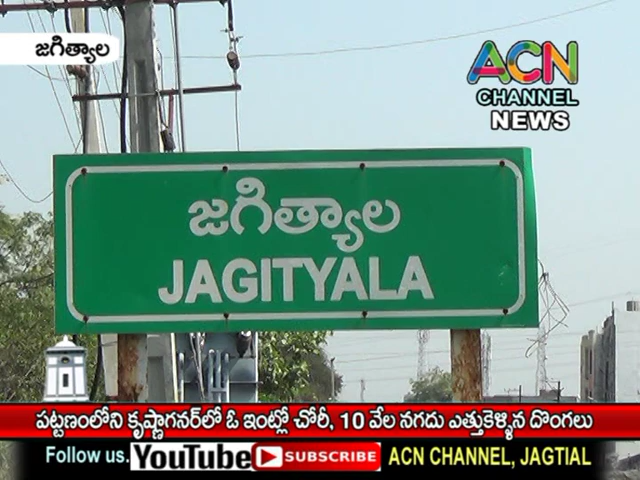 జగిత్యాల
ACN
CHANNEL
NEWS
జగిత్యాల
JAGITYALA
పట్టణంలోని కృష్ణానగర్‌లో ఓ ఇంట్లో చోరీ, 10 వేల నగదు ఎత్తుకెళ్ళిన దొంగలు
Follow us. YouTube SUBSCRIBE ACN CHANNEL, JAGTIAL